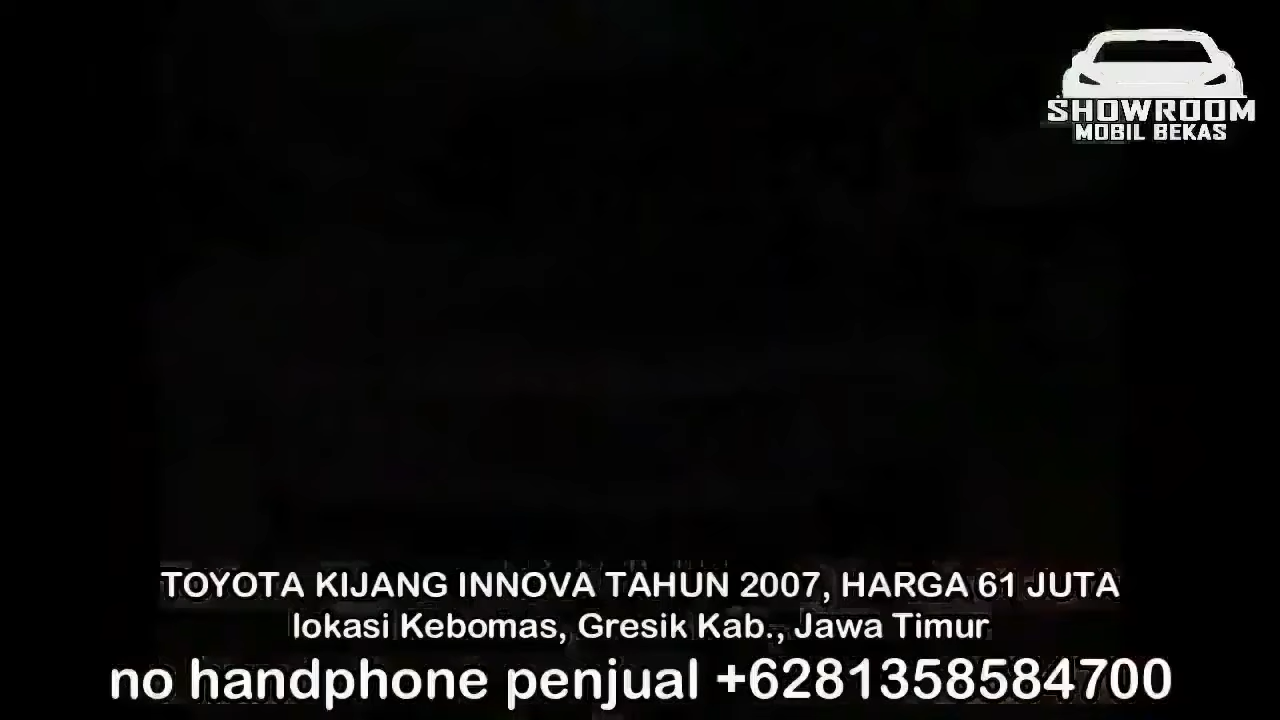 SHOWROOM
MOBIL BEKAS
TOYOTA KIJANG INNOVA TAHUN 2007, HARGA 61 JUTA
lokasi Kebomas, Gresik Kab., Jawa Timur
no handphone penjual +6281358584700